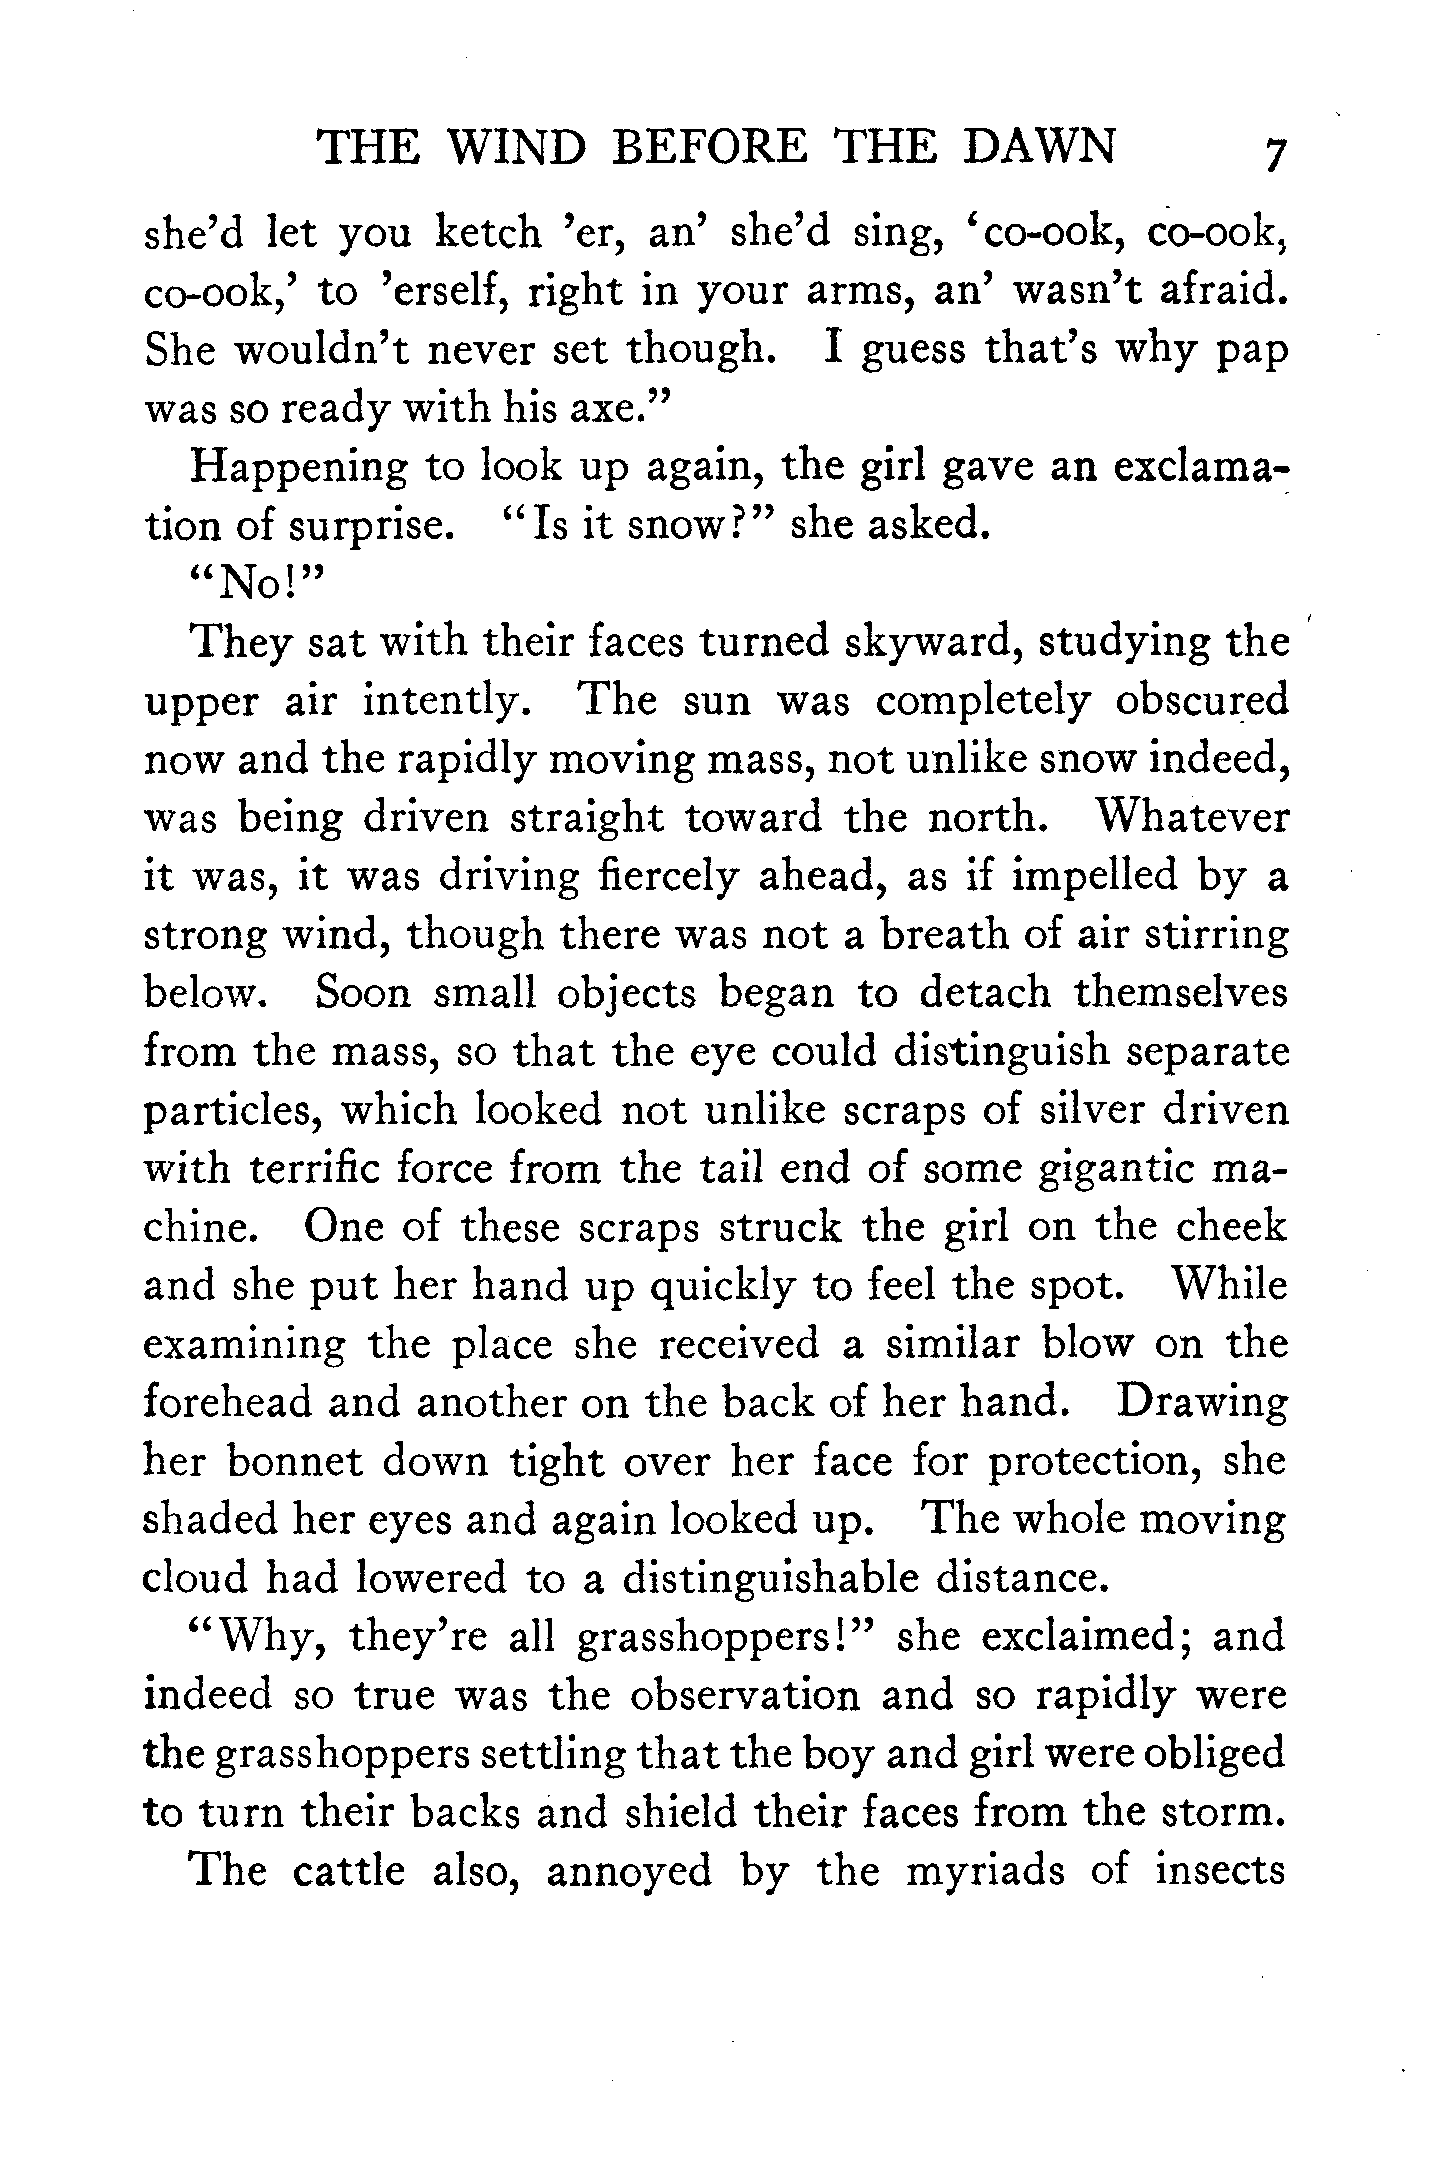 THE WIND BEFORE THE DAWN 7
she’d let you ketch ’er, an’ she’d sing, ‘co-ook, co-ook,
co-ook,’ to ’erself, right in your arms, an’ wasn’t afraid.
She wouldn’t never set though. I guess that’s why pap
was so ready with his axe.”
Happening to look up again, the girl gave an exclama-
tion of surprise. “Is it snow?” she asked.
“No!”
They sat with their faces turned skyward, studying the
upper air intently. The sun was completely obscured
now and the rapidly moving mass, not unlike snow indeed,
was being driven straight toward the north. Whatever
it was, it was driving fiercely ahead, as if impelled by a
strong wind, though there was not a breath of air stirring
below. Soon small objects began to detach themselves
from the mass, so that the eye could distinguish separate
particles, which looked not unlike scraps of silver driven
with terrific force from the tail end of some gigantic ma-
chine. One of these scraps struck the girl on the cheek
and she put her hand up quickly to feel the spot. While
examining the place she received a similar blow on the
forehead and another on the back of her hand. Drawing
her bonnet down tight over her face for protection, she
shaded her eyes and again looked up. The whole moving
cloud had lowered to a distinguishable distance.
“Why, they’re all grasshoppers!” she exclaimed; and
indeed so true was the observation and so rapidly were
the grasshoppers settling that the boy and girl were obliged
to turn their backs and shield their faces from the storm.
The cattle also, annoyed by the myriads of insects